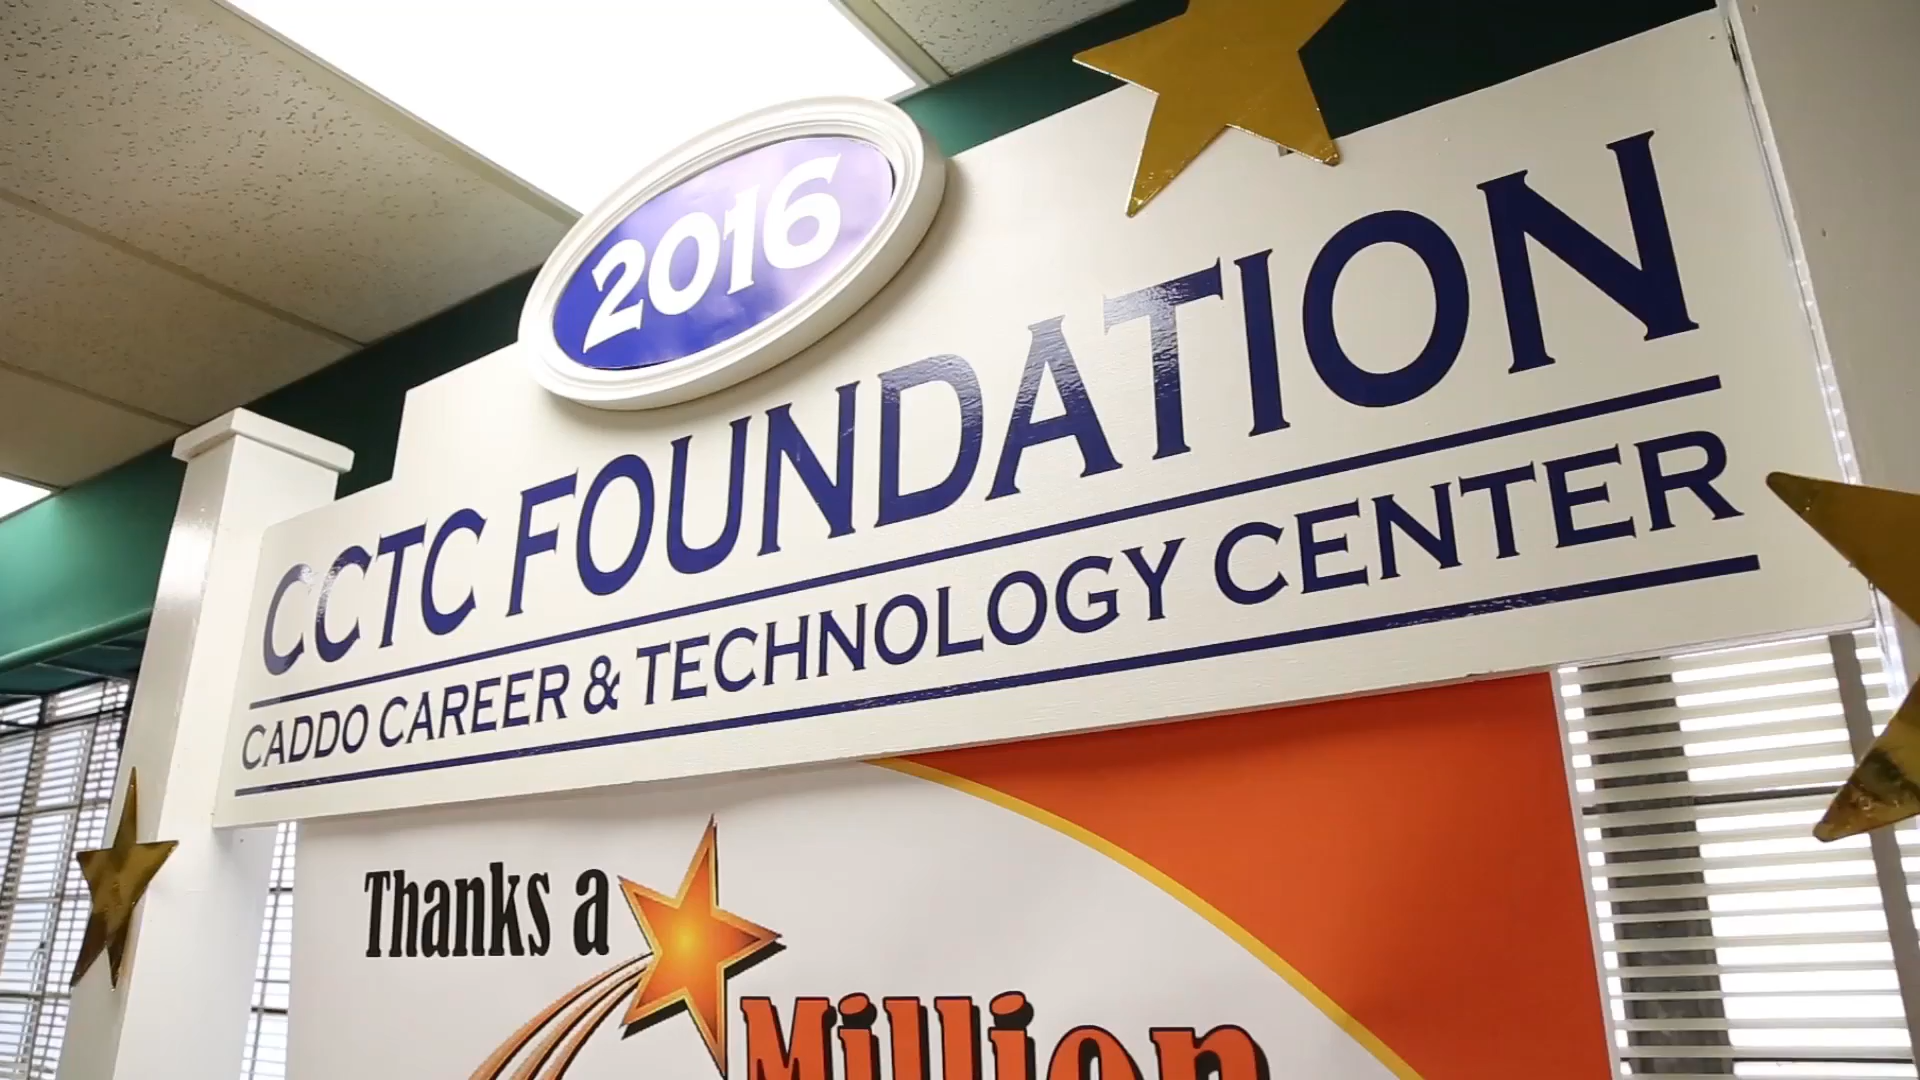 2016
CCTC FOUNDATION
CADDO CAREER & TECHNOLOGY CENTER
Thanks a
Million